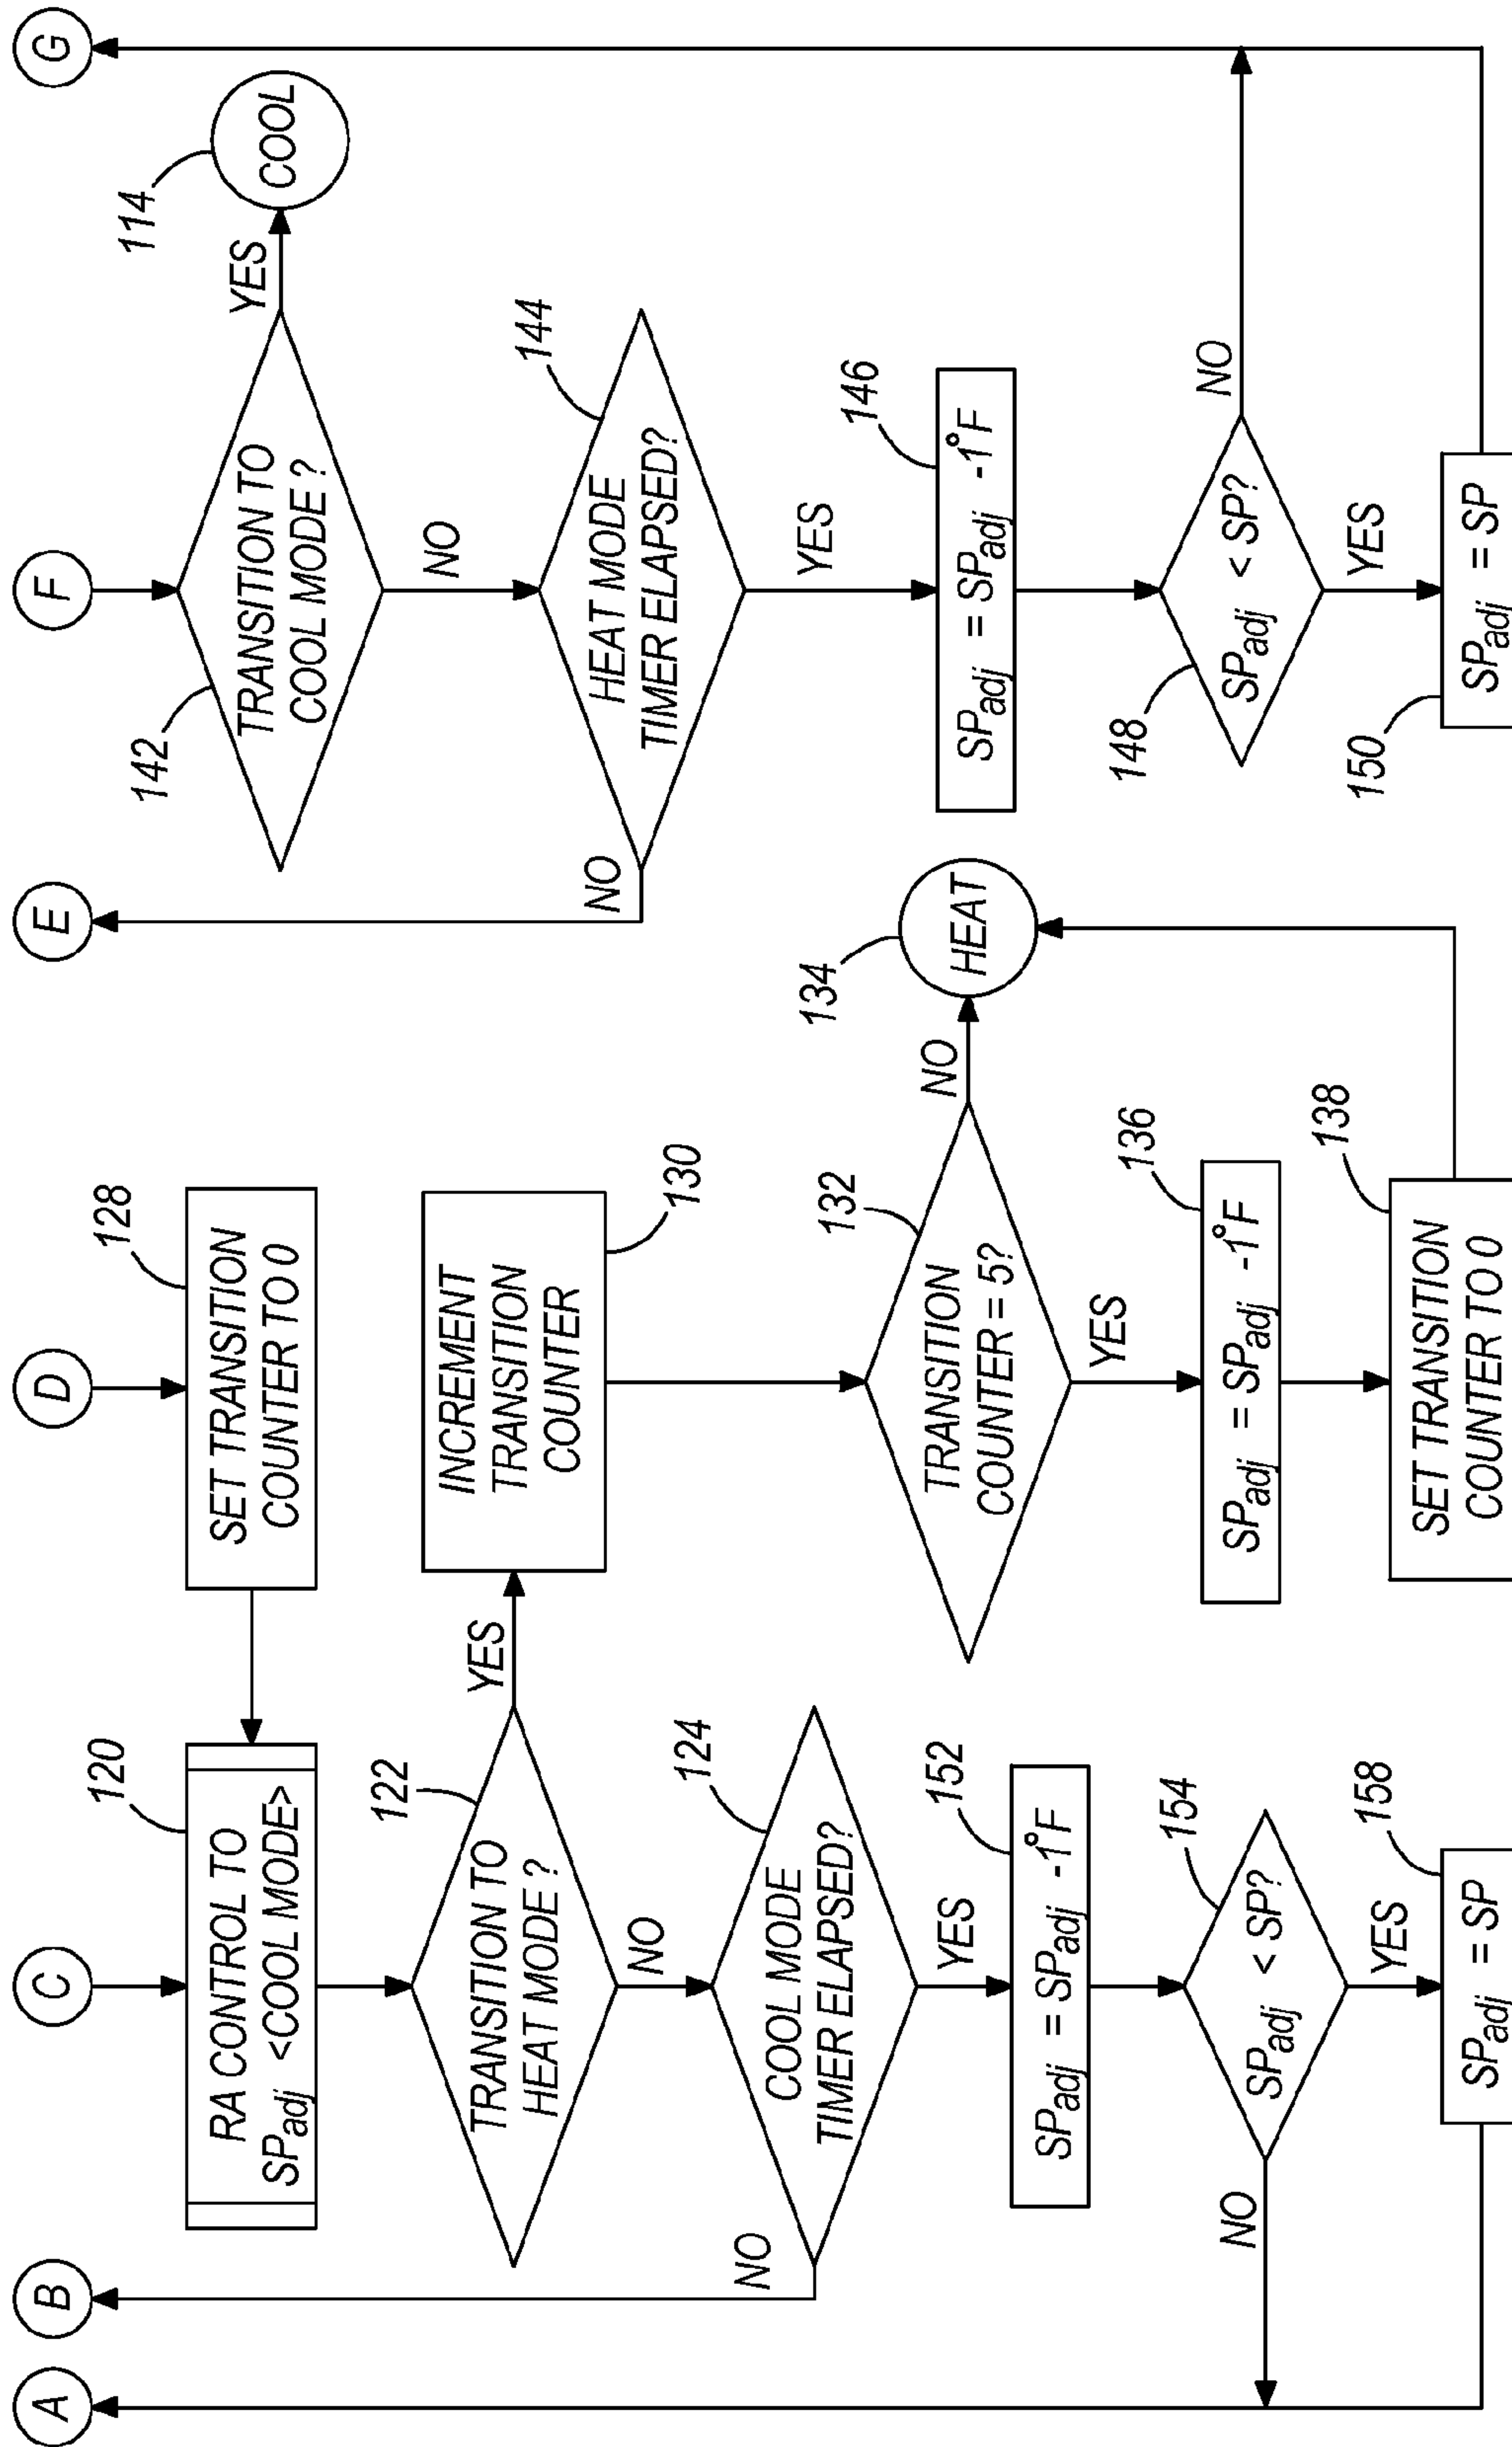 A
B
C
D
E
F
G
120
RA CONTROL TO
SPadj <COOL MODE>
128
SET TRANSITION
COUNTER TO 0
122
TRANSITION TO
HEAT MODE?
YES
NO
INCREMENT
TRANSITION
COUNTER
130
124
COOL MODE
TIMER ELAPSED?
NO
YES
152
SPadj = SPadj -1°F
154
SPadj < SP?
NO
YES
158
SPadj = SP
132
TRANSITION
COUNTER = 5?
NO
134
HEAT
YES
136
SPadj = SPadj -1°F
138
SET TRANSITION
COUNTER TO 0
142
TRANSITION TO
COOL MODE?
YES
114
COOL
NO
144
HEAT MODE
TIMER ELAPSED?
NO
YES
146
SPadj = SPadj -1°F
148
SPadj < SP?
NO
YES
150
SPadj = SP